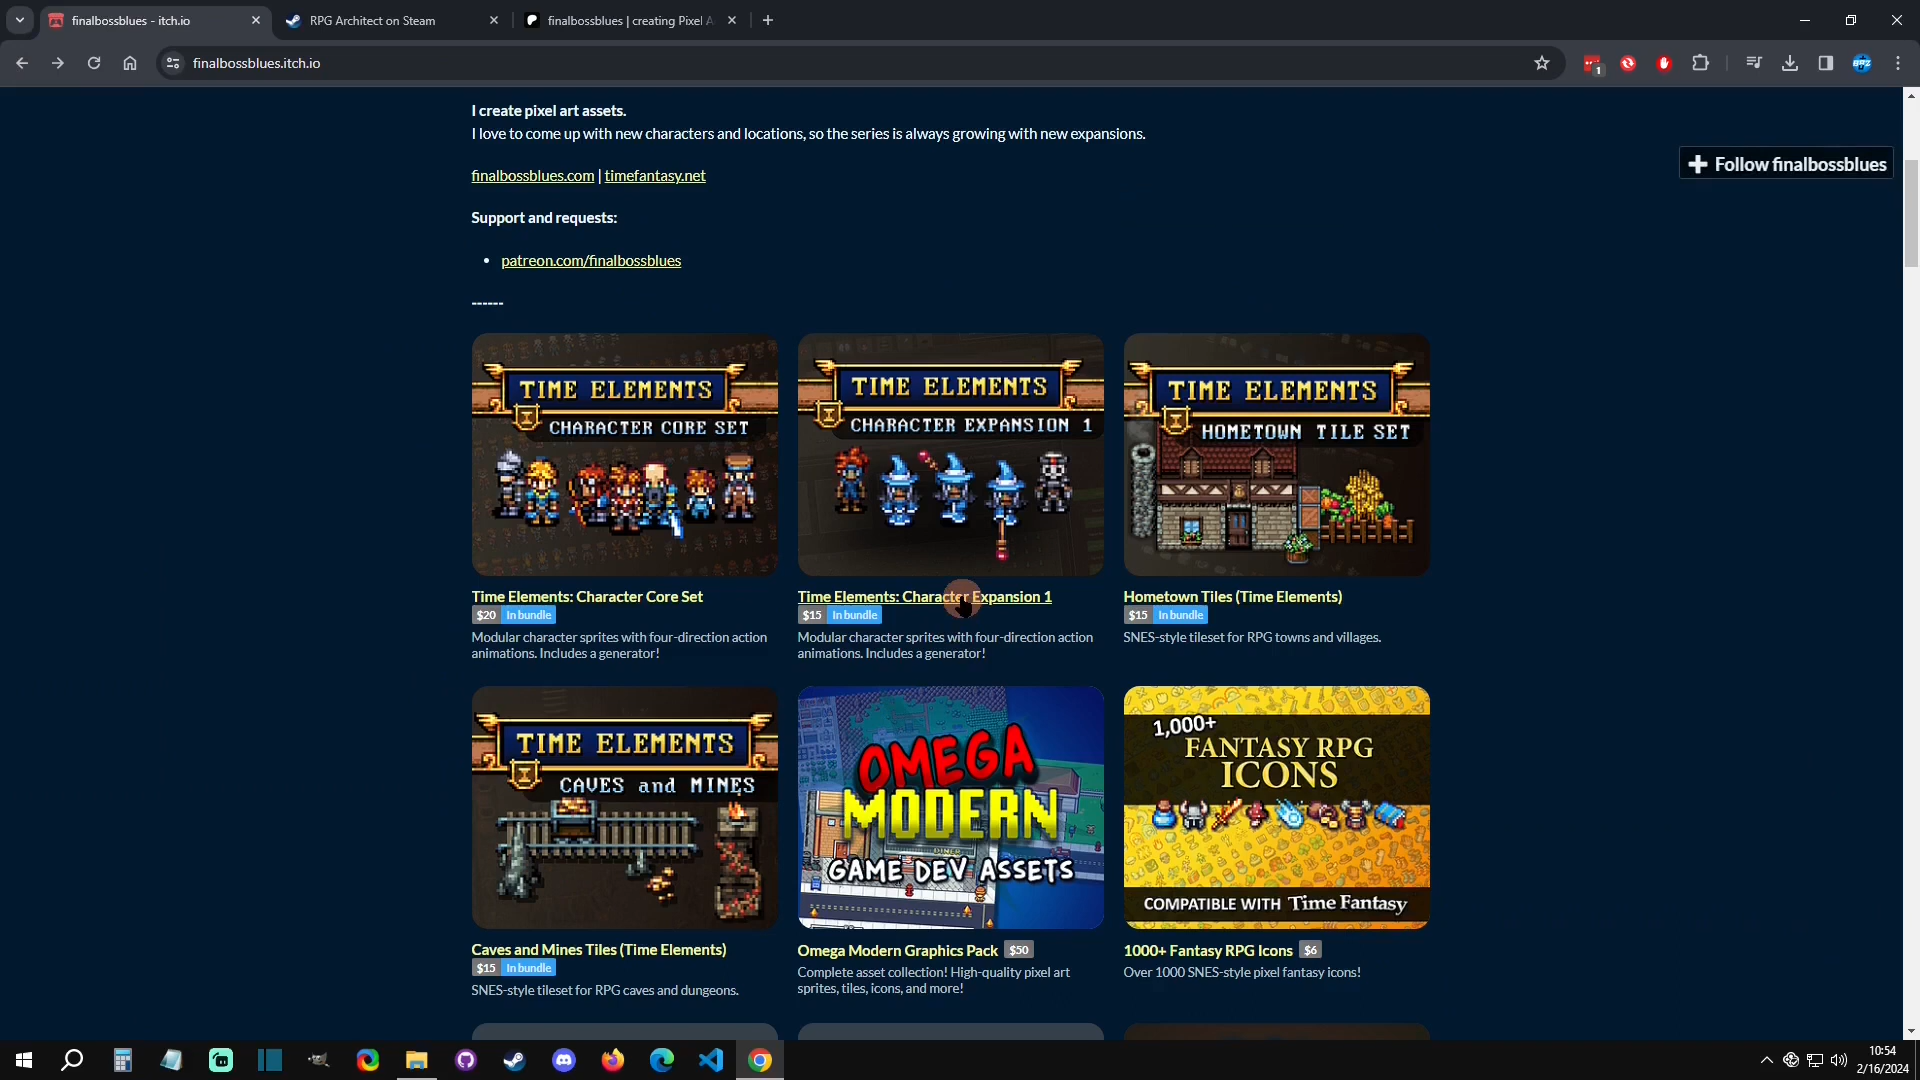 finalbossblues - itch.io
RPG Architect on Steam
finalbossblues | creating Pixel A
finalbossblues.itch.io
1
I create pixel art assets.
I love to come up with new characters and locations, so the series is always growing with new expansions.
Follow finalbossblues
finalbossblues.com | timefantasy.net
Support and requests:
• patreon.com/finalbossblues
------
TIME ELEMENTS
CHARACTER CORE SET
TIME ELEMENTS
CHARACTER EXPANSION 1
TIME ELEMENTS
HOMETOWN TILE SET
Time Elements: Character Core Set
$20 In bundle
Modular character sprites with four-direction action
animations. Includes a generator!
Time Elements: Character Expansion 1
$15 In bundle
Modular character sprites with four-direction action
animations. Includes a generator!
Hometown Tiles (Time Elements)
$15 In bundle
SNES-style tileset for RPG towns and villages.
TIME ELEMENTS
CAVES and MINES
OMEGA
MODERN
DINER
GAME DEV ASSETS
1,000+
FANTASY RPG
ICONS
COMPATIBLE WITH Time Fantasy
Caves and Mines Tiles (Time Elements)
$15 In bundle
SNES-style tileset for RPG caves and dungeons.
Omega Modern Graphics Pack $50
Complete asset collection! High-quality pixel art
sprites, tiles, icons, and more!
1000+ Fantasy RPG Icons $6
Over 1000 SNES-style pixel fantasy icons!
10:54
2/16/2024